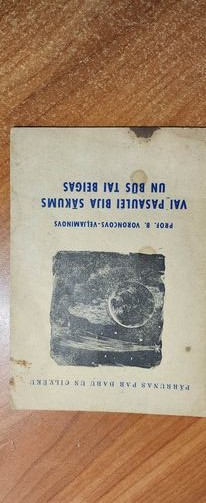 PĀRRUNAS PAR DABU UN CILVĒKU
PROF. B. VORONCOVS-VEĻJAMINOVS
VAI PASAULEI BIJA SĀKUMS
UN BŪS TAI BEIGAS